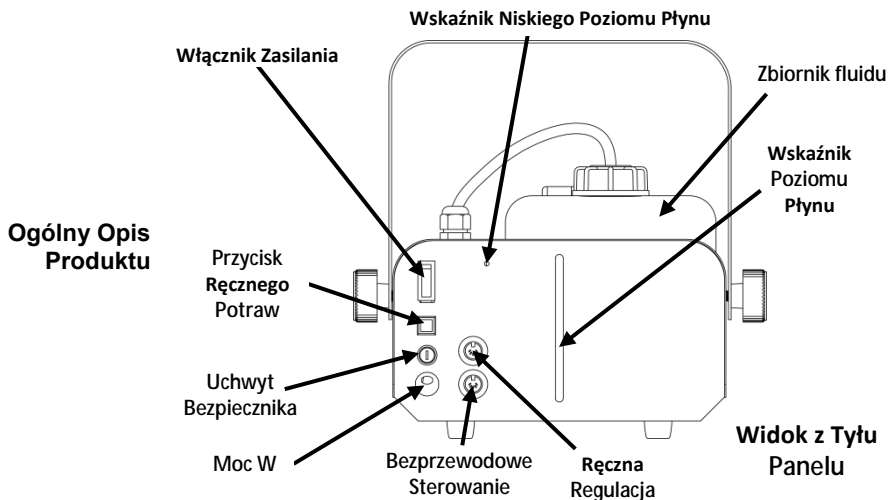 Wskaźnik Niskiego Poziomu Płynu
Włącznik Zasilania
Zbiornik fluidu
Wskaźnik
Poziomu
Płynu
Ogólny Opis
Produktu
Przycisk
Ręcznego
Potraw
Uchwyt
Bezpiecznika
Moc W
Bezprzewodowe
Sterowanie
Ręczna
Regulacja
Widok z Tyłu
Panelu